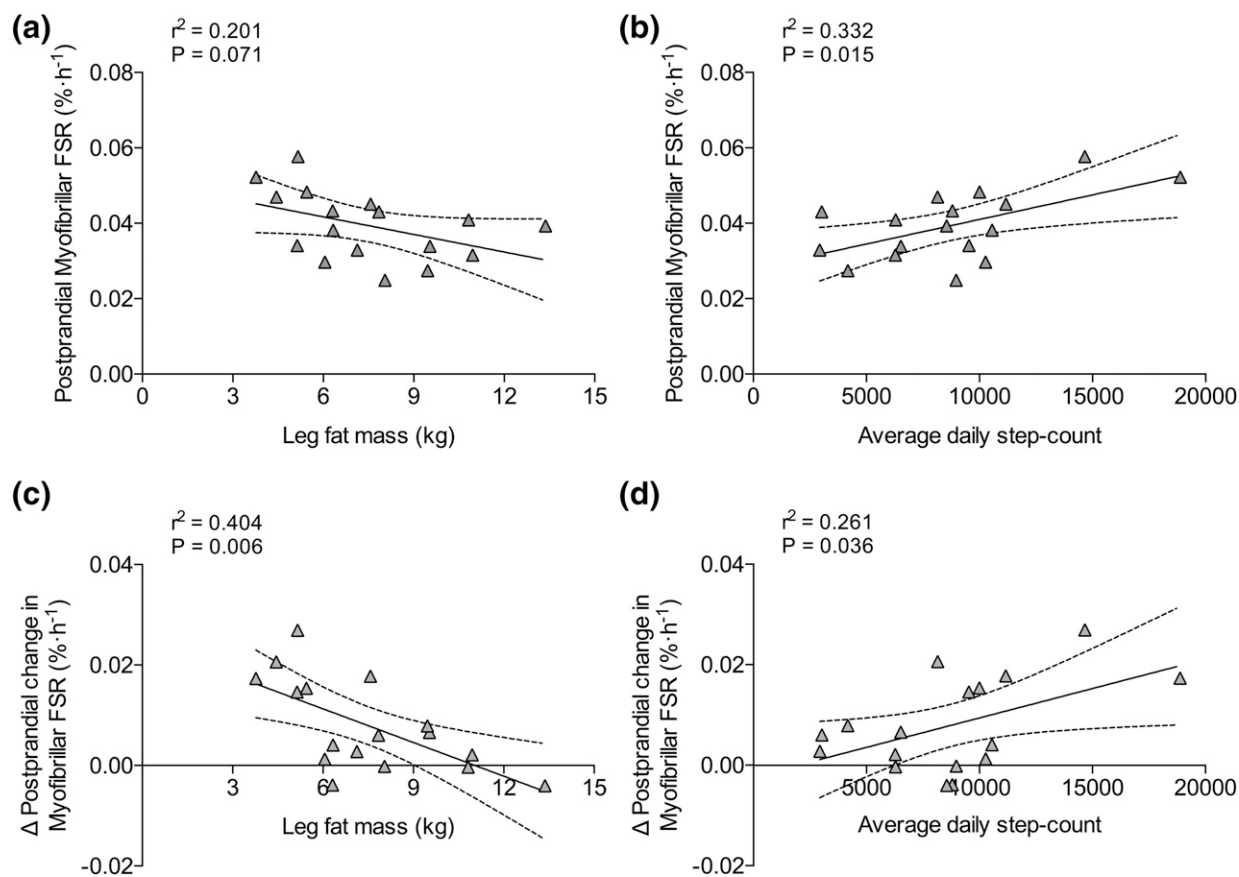 (a)
r² = 0.201
P = 0.071
Postprandial Myofibrillar FSR (%·h⁻¹)
0.08
0.06
0.04
0.02
0.00
0
3
6
9
12
15
Leg fat mass (kg)
(b)
r² = 0.332
P = 0.015
Postprandial Myofibrillar FSR (%·h⁻¹)
0.08
0.06
0.04
0.02
0.00
0
5000
10000
15000
20000
Average daily step-count
(c)
r² = 0.404
P = 0.006
Δ Postprandial change in
Myofibrillar FSR (%·h⁻¹)
0.04
0.02
0.00
-0.02
3
6
9
12
15
Leg fat mass (kg)
(d)
r² = 0.261
P = 0.036
Δ Postprandial change in
Myofibrillar FSR (%·h⁻¹)
0.04
0.02
0.00
-0.02
5000
10000
15000
20000
Average daily step-count